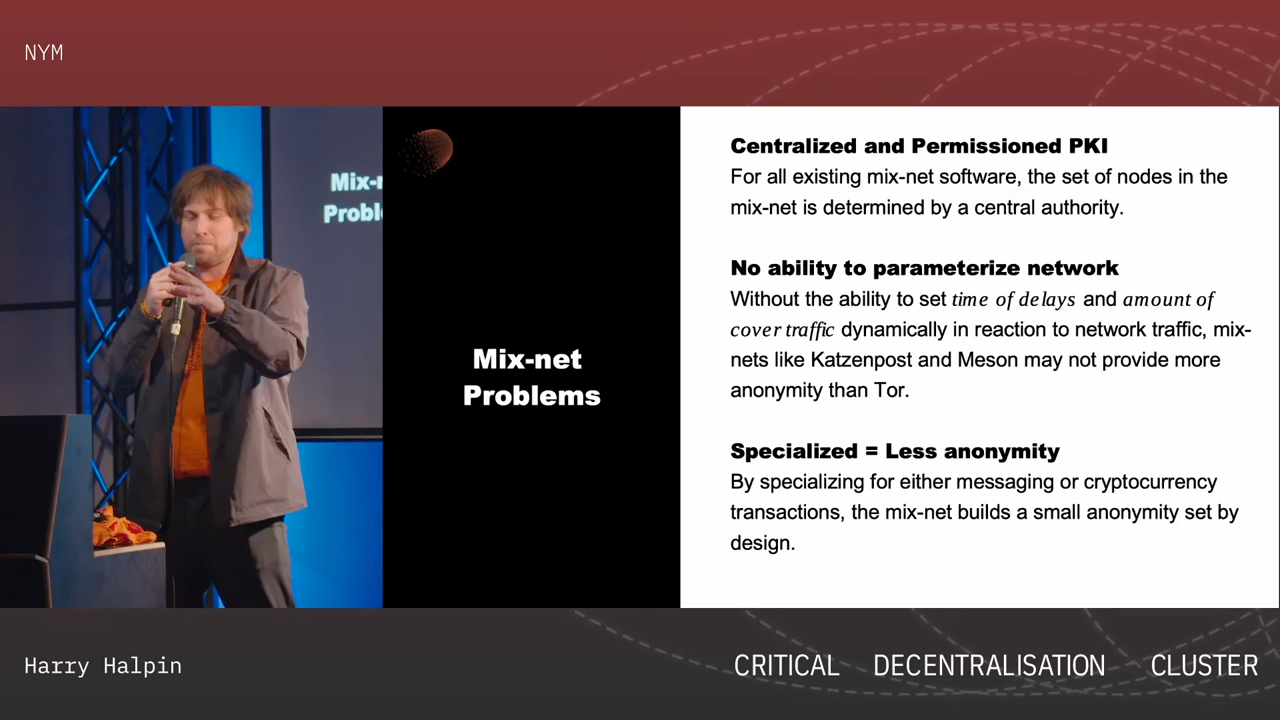 NYM
Mix-
Proble
Mix-net
Problems
Centralized and Permissioned PKI
For all existing mix-net software, the set of nodes in the
mix-net is determined by a central authority.
No ability to parameterize network
Without the ability to set time of delays and amount of
cover traffic dynamically in reaction to network traffic, mix-
nets like Katzenpost and Meson may not provide more
anonymity than Tor.
Specialized = Less anonymity
By specializing for either messaging or cryptocurrency
transactions, the mix-net builds a small anonymity set by
design.
Harry Halpin
CRITICAL DECENTRALISATION CLUSTER